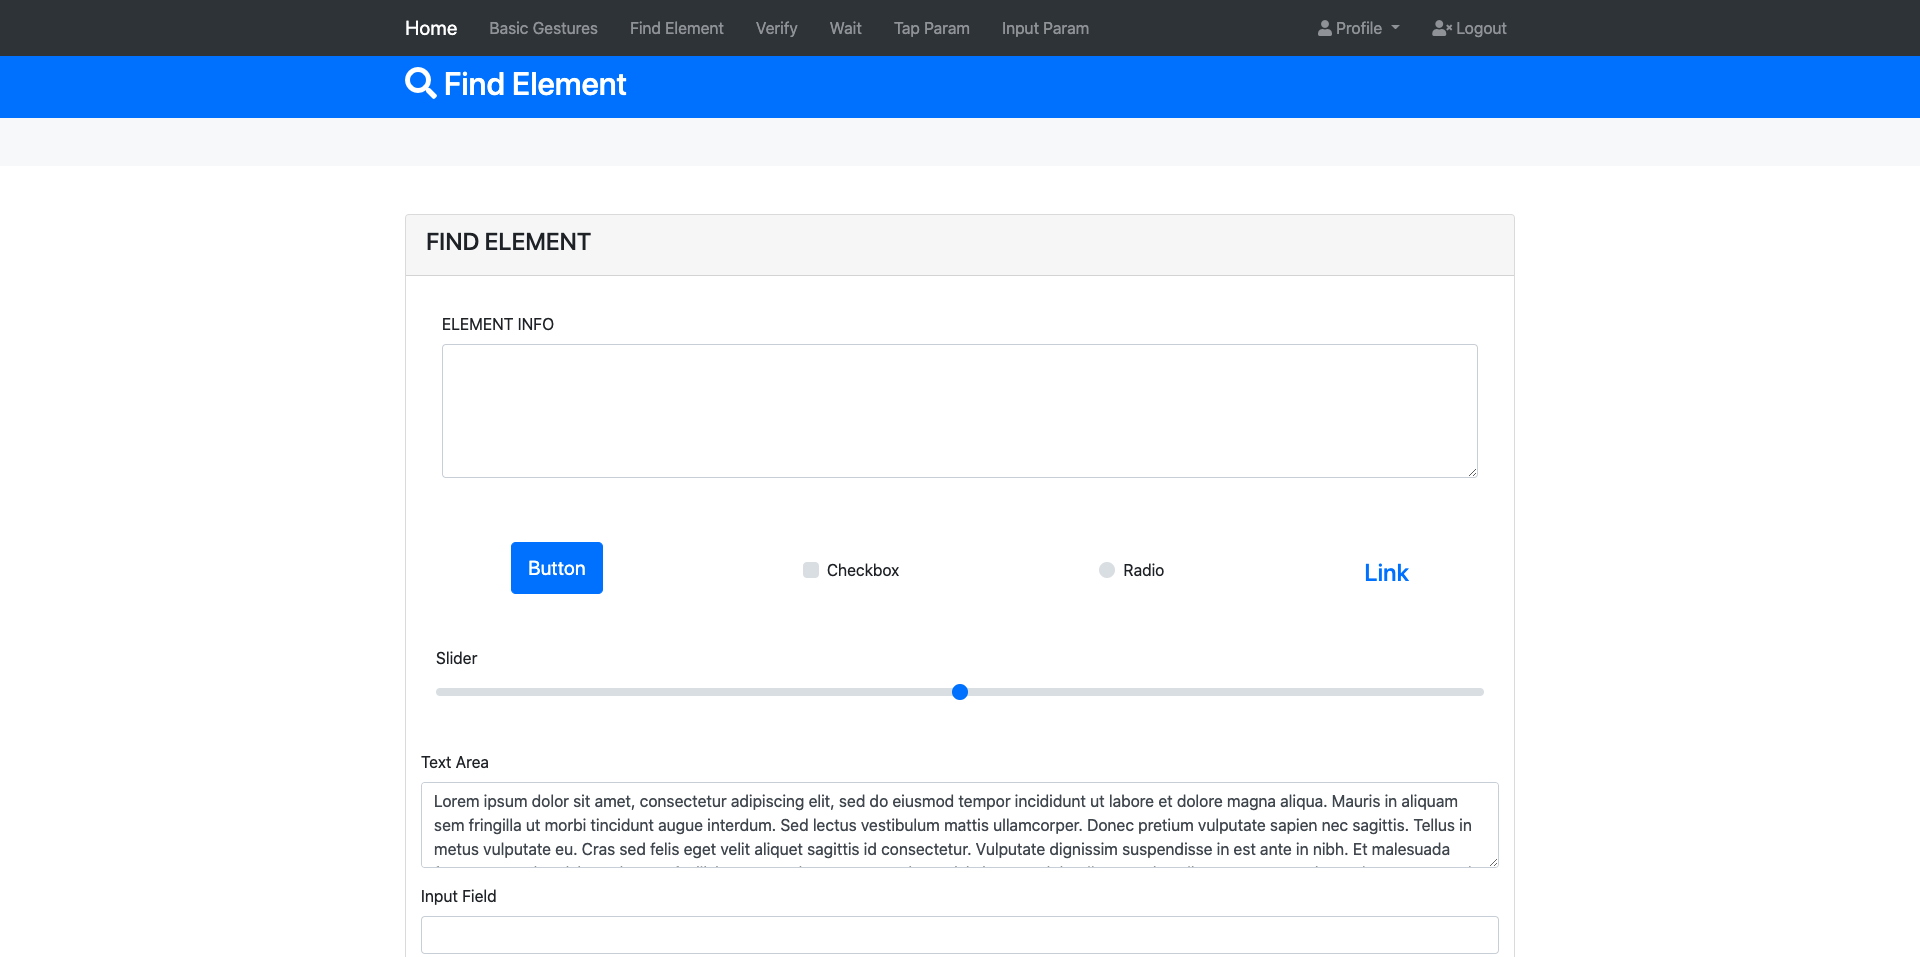 Home Basic Gestures Find Element Verify Wait Tap Param Input Param Profile Logout
Find Element
FIND ELEMENT
ELEMENT INFO
Button Checkbox Radio Link
Slider
Text Area
Lorem ipsum dolor sit amet, consectetur adipiscing elit, sed do eiusmod tempor incididunt ut labore et dolore magna aliqua. Mauris in aliquam
sem fringilla ut morbi tincidunt augue interdum. Sed lectus vestibulum mattis ullamcorper. Donec pretium vulputate sapien nec sagittis. Tellus in
metus vulputate eu. Cras sed felis eget velit aliquet sagittis id consectetur. Vulputate dignissim suspendisse in est ante in nibh. Et malesuada
Input Field